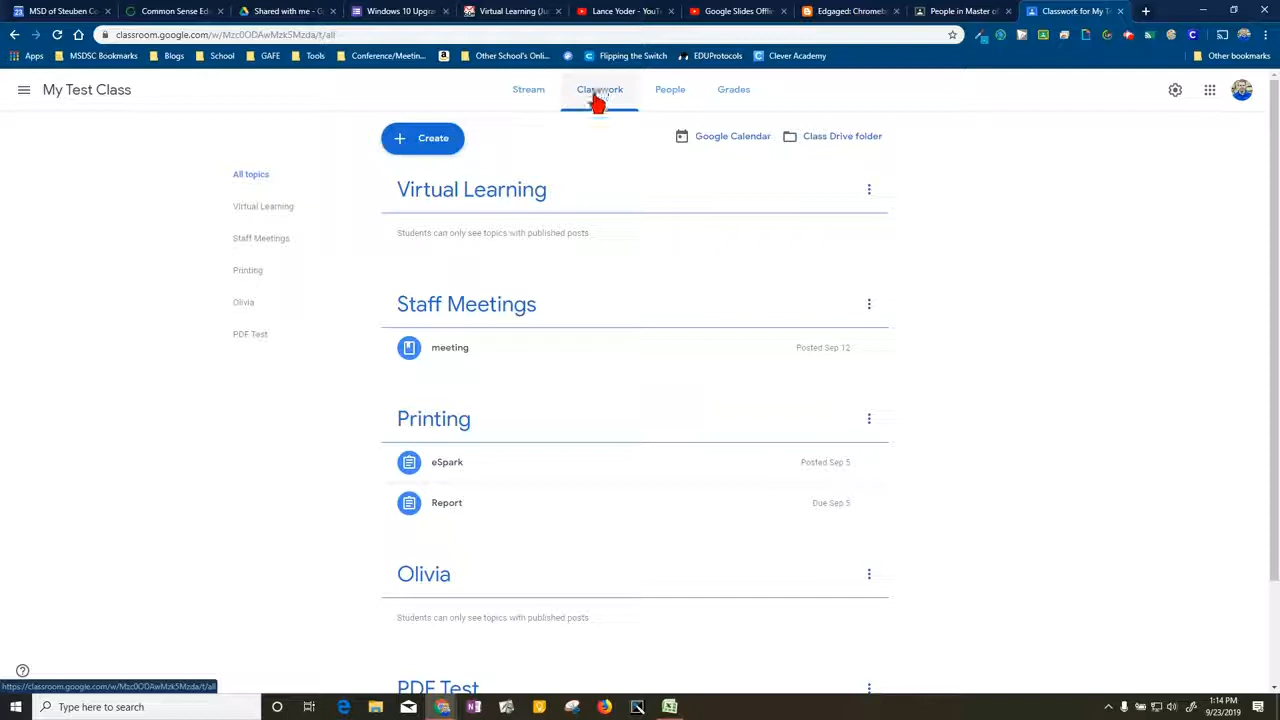 MSD of Steuben Co
Common Sense Edu
Shared with me - G
Windows 10 Uppr
Virtual Learning
Lance Yoder - YouT
Google Slides Offli
Edgaged: Chromeb
People in Master o
Classwork for My Te
classroom.google.com/w/Mzc0ODAwMzk5Mzda/t/all
Apps MSDSC Bookmarks Blogs School GAFE Tools Conference/Meetin... Other School's Onli... Flipping the Switch EDUProtocols Clever Academy Other bookmarks
My Test Class Stream Classwork People Grades
Create Google Calendar Class Drive folder
All topics
Virtual Learning
Staff Meetings
Printing
Olivia
PDF Test
Virtual Learning
Students can only see topics with published posts
Staff Meetings
meeting Posted Sep 12
Printing
eSpark Posted Sep 5
Report Due Sep 5
Olivia
Students can only see topics with published posts
PDF Test
https://classroom.google.com/w/Mzc0ODAwMzk5Mzda/t/all
Type here to search
1:14 PM
9/23/2019